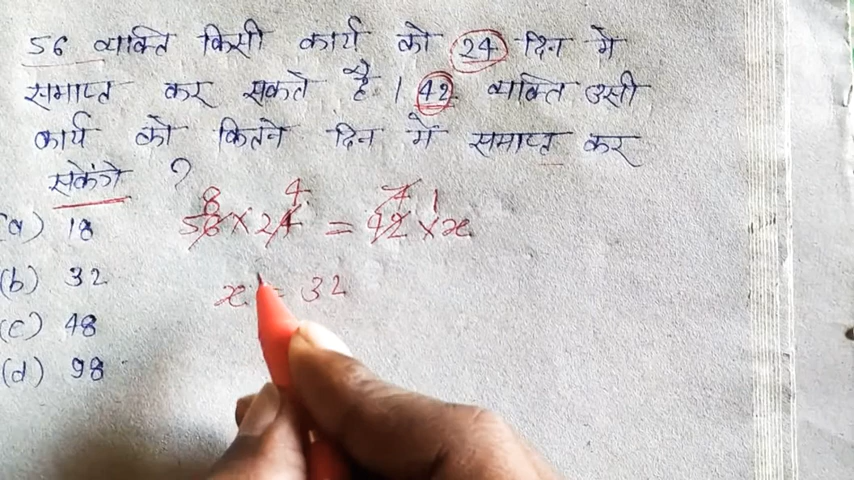 56 व्यक्ति किसी कार्य को 24 दिन मे
समाप्त कर सकते है। 42 व्यक्ति उसी
कार्य को कितने दिन में समाप्त कर
सकेंगे ?
8 4 7 1
56 × 24 = 42 × x
(a) 18
x = 32
(b) 32
(c) 48
(d) 98